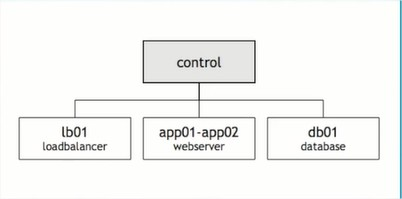 control
lb01
loadbalancer
app01-app02
webserver
db01
database